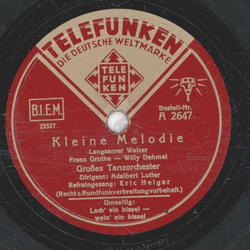 TELEFUNKEN
DIE DEUTSCHE WELTMARKE
TELE
FUN
KEN
B.I.E.M.
23327
Bestell-Nr.
A 2647
Kleine Melodie
Langsamer Walzer
Franz Grothe — Willy Dehmel
Großes Tanzorchester
Dirigent: Adalbert Lutter
Refraingesang: Eric Helgar
(Recht z. Rundfunkverbreitung vorbehalt.)
Umseitig:
Lach' ein bissel —
wein' ein bissel